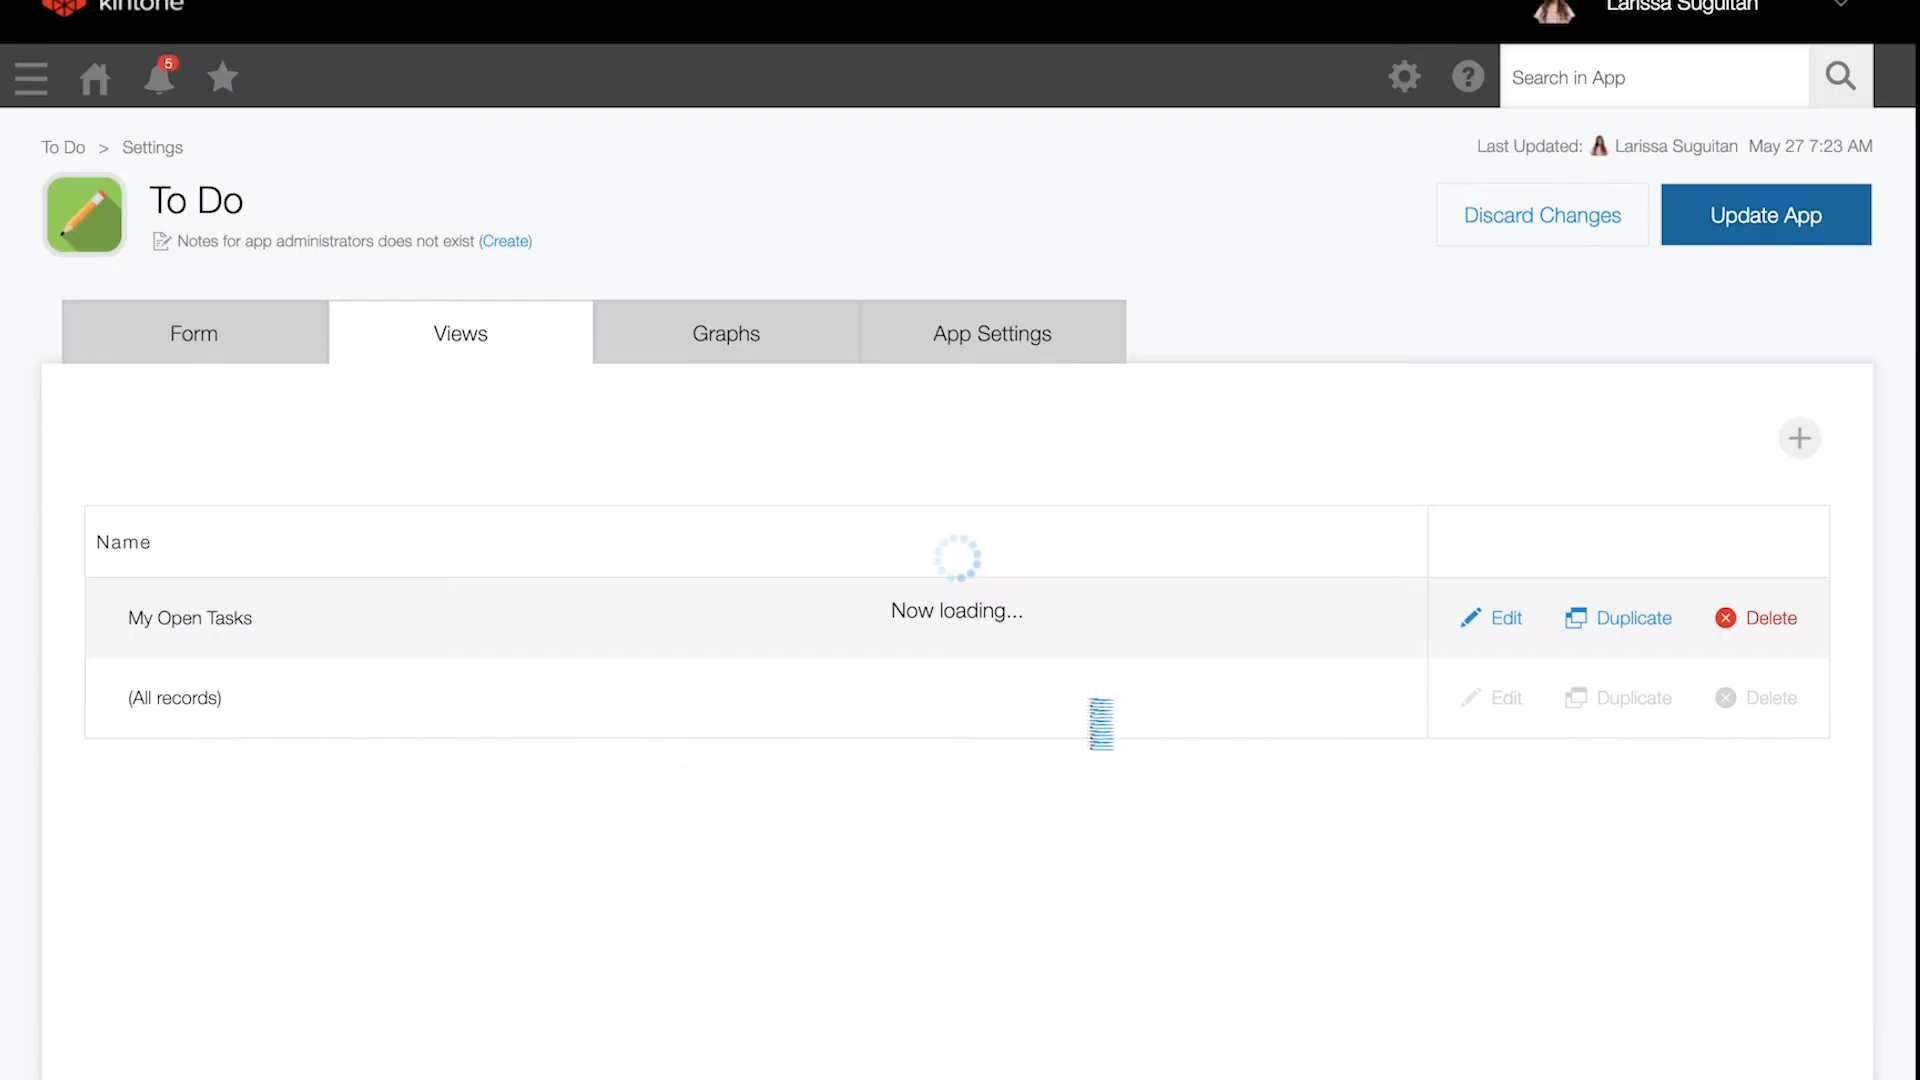 kintone
Larissa Suguitan
5
Search in App
To Do > Settings
Last Updated: Larissa Suguitan May 27 7:23 AM
To Do
Notes for app administrators does not exist (Create)
Discard Changes
Update App
Form
Views
Graphs
App Settings
Name
Now loading...
My Open Tasks
Edit
Duplicate
Delete
(All records)
Edit
Duplicate
Delete